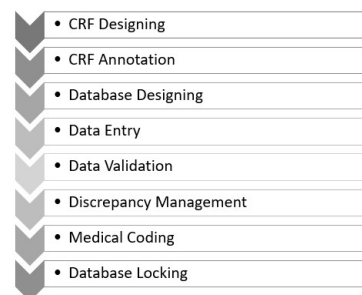 • CRF Designing
• CRF Annotation
• Database Designing
• Data Entry
• Data Validation
• Discrepancy Management
• Medical Coding
• Database Locking